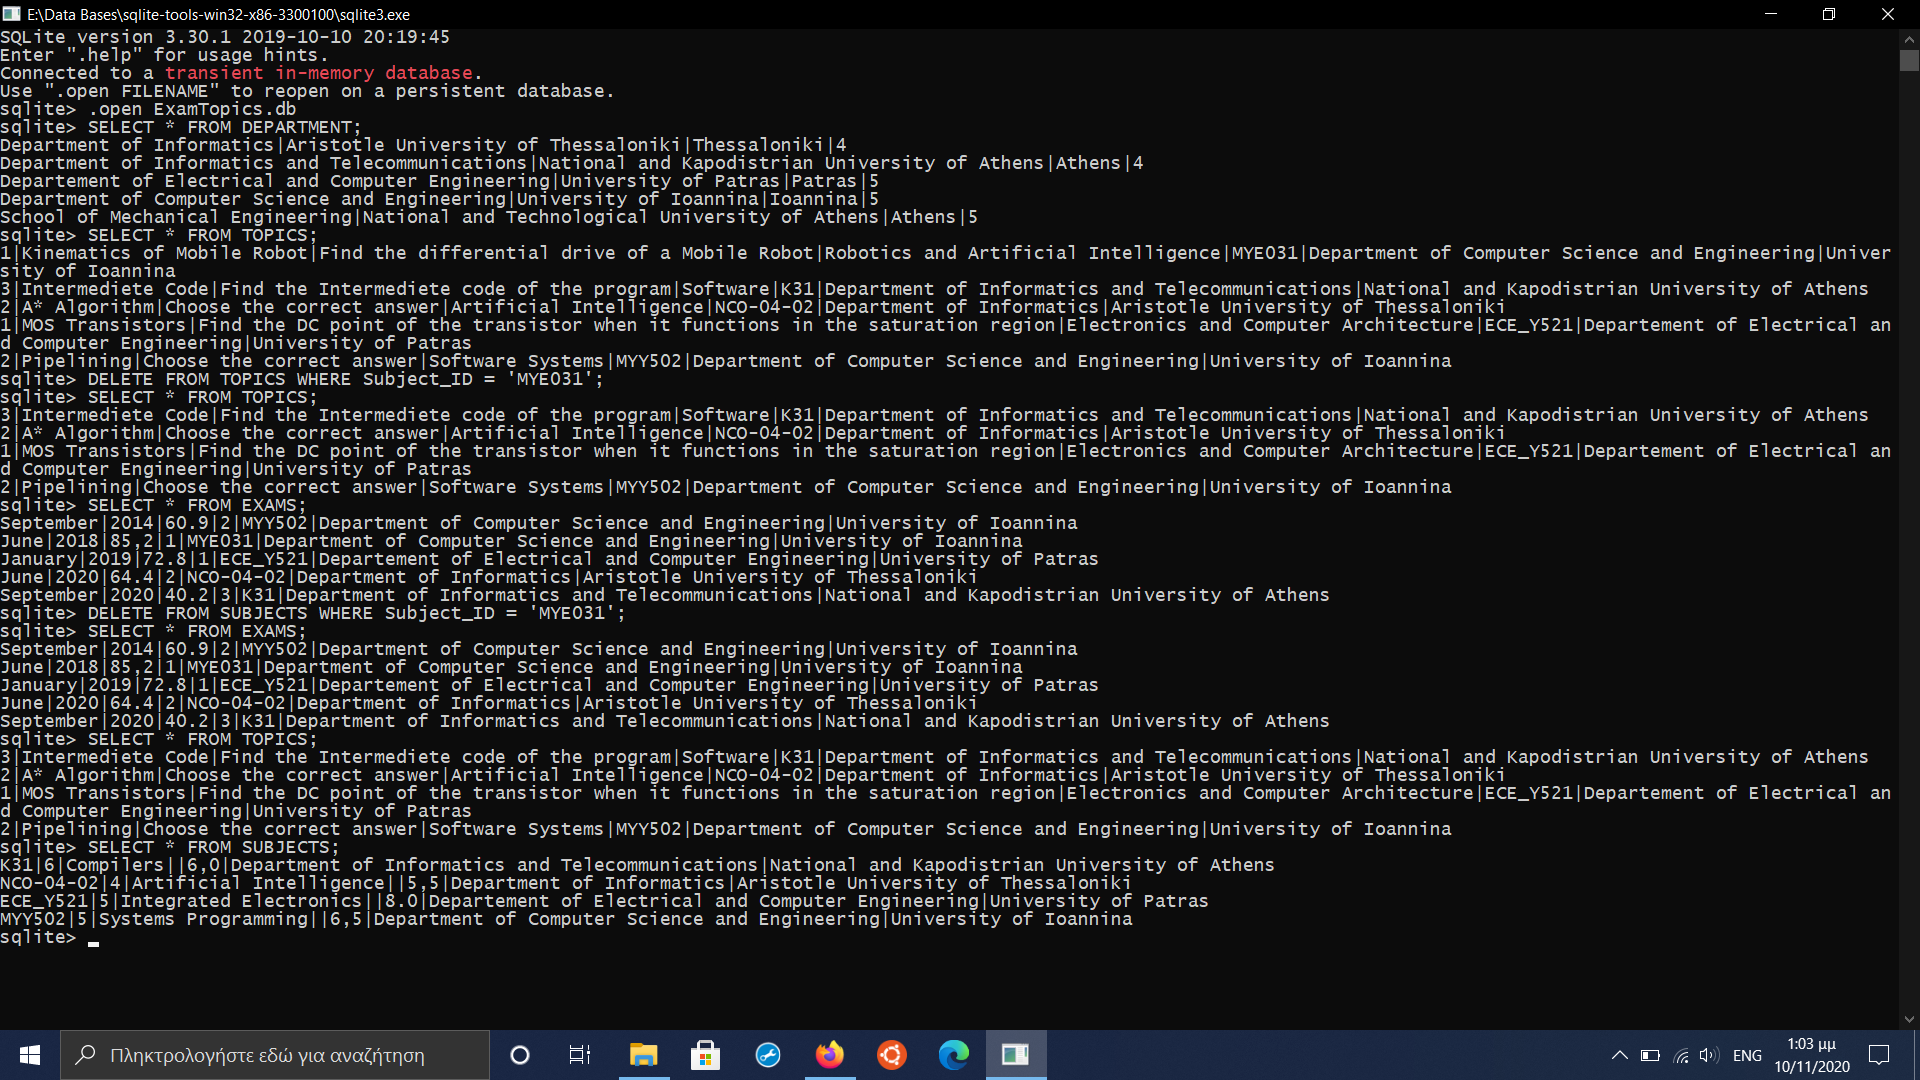 E:\Data Bases\sqlite-tools-win32-x86-3300100\sqlite3.exe
SQLite version 3.30.1 2019-10-10 20:19:45
Enter ".help" for usage hints.
Connected to a transient in-memory database.
Use ".open FILENAME" to reopen on a persistent database.
sqlite> .open ExamTopics.db
sqlite> SELECT * FROM DEPARTMENT;
Department of Informatics|Aristotle University of Thessaloniki|Thessaloniki|4
Department of Informatics and Telecommunications|National and Kapodistrian University of Athens|Athens|4
Departement of Electrical and Computer Engineering|University of Patras|Patras|5
Department of Computer Science and Engineering|University of Ioannina|Ioannina|5
School of Mechanical Engineering|National and Technological University of Athens|Athens|5
sqlite> SELECT * FROM TOPICS;
1|Kinematics of Mobile Robot|Find the differential drive of a Mobile Robot|Robotics and Artificial Intelligence|MYE031|Department of Computer Science and Engineering|Univer
sity of Ioannina
3|Intermediete Code|Find the Intermediete code of the program|Software|K31|Department of Informatics and Telecommunications|National and Kapodistrian University of Athens
2|A* Algorithm|Choose the correct answer|Artificial Intelligence|NCO-04-02|Department of Informatics|Aristotle University of Thessaloniki
1|MOS Transistors|Find the DC point of the transistor when it functions in the saturation region|Electronics and Computer Architecture|ECE_Y521|Departement of Electrical an
d Computer Engineering|University of Patras
2|Pipelining|Choose the correct answer|Software Systems|MYY502|Department of Computer Science and Engineering|University of Ioannina
sqlite> DELETE FROM TOPICS WHERE Subject_ID = 'MYE031';
sqlite> SELECT * FROM TOPICS;
3|Intermediete Code|Find the Intermediete code of the program|Software|K31|Department of Informatics and Telecommunications|National and Kapodistrian University of Athens
2|A* Algorithm|Choose the correct answer|Artificial Intelligence|NCO-04-02|Department of Informatics|Aristotle University of Thessaloniki
1|MOS Transistors|Find the DC point of the transistor when it functions in the saturation region|Electronics and Computer Architecture|ECE_Y521|Departement of Electrical an
d Computer Engineering|University of Patras
2|Pipelining|Choose the correct answer|Software Systems|MYY502|Department of Computer Science and Engineering|University of Ioannina
sqlite> SELECT * FROM EXAMS;
September|2014|60.9|2|MYY502|Department of Computer Science and Engineering|University of Ioannina
June|2018|85,2|1|MYE031|Department of Computer Science and Engineering|University of Ioannina
January|2019|72.8|1|ECE_Y521|Departement of Electrical and Computer Engineering|University of Patras
June|2020|64.4|2|NCO-04-02|Department of Informatics|Aristotle University of Thessaloniki
September|2020|40.2|3|K31|Department of Informatics and Telecommunications|National and Kapodistrian University of Athens
sqlite> DELETE FROM SUBJECTS WHERE Subject_ID = 'MYE031';
sqlite> SELECT * FROM EXAMS;
September|2014|60.9|2|MYY502|Department of Computer Science and Engineering|University of Ioannina
June|2018|85,2|1|MYE031|Department of Computer Science and Engineering|University of Ioannina
January|2019|72.8|1|ECE_Y521|Departement of Electrical and Computer Engineering|University of Patras
June|2020|64.4|2|NCO-04-02|Department of Informatics|Aristotle University of Thessaloniki
September|2020|40.2|3|K31|Department of Informatics and Telecommunications|National and Kapodistrian University of Athens
sqlite> SELECT * FROM TOPICS;
3|Intermediete Code|Find the Intermediete code of the program|Software|K31|Department of Informatics and Telecommunications|National and Kapodistrian University of Athens
2|A* Algorithm|Choose the correct answer|Artificial Intelligence|NCO-04-02|Department of Informatics|Aristotle University of Thessaloniki
1|MOS Transistors|Find the DC point of the transistor when it functions in the saturation region|Electronics and Computer Architecture|ECE_Y521|Departement of Electrical an
d Computer Engineering|University of Patras
2|Pipelining|Choose the correct answer|Software Systems|MYY502|Department of Computer Science and Engineering|University of Ioannina
sqlite> SELECT * FROM SUBJECTS;
K31|6|Compilers||6,0|Department of Informatics and Telecommunications|National and Kapodistrian University of Athens
NCO-04-02|4|Artificial Intelligence||5,5|Department of Informatics|Aristotle University of Thessaloniki
ECE_Y521|5|Integrated Electronics||8.0|Departement of Electrical and Computer Engineering|University of Patras
MYY502|5|Systems Programming||6,5|Department of Computer Science and Engineering|University of Ioannina
sqlite>
Πληκτρολογήστε εδώ για αναζήτηση
ENG
1:03 μμ
10/11/2020